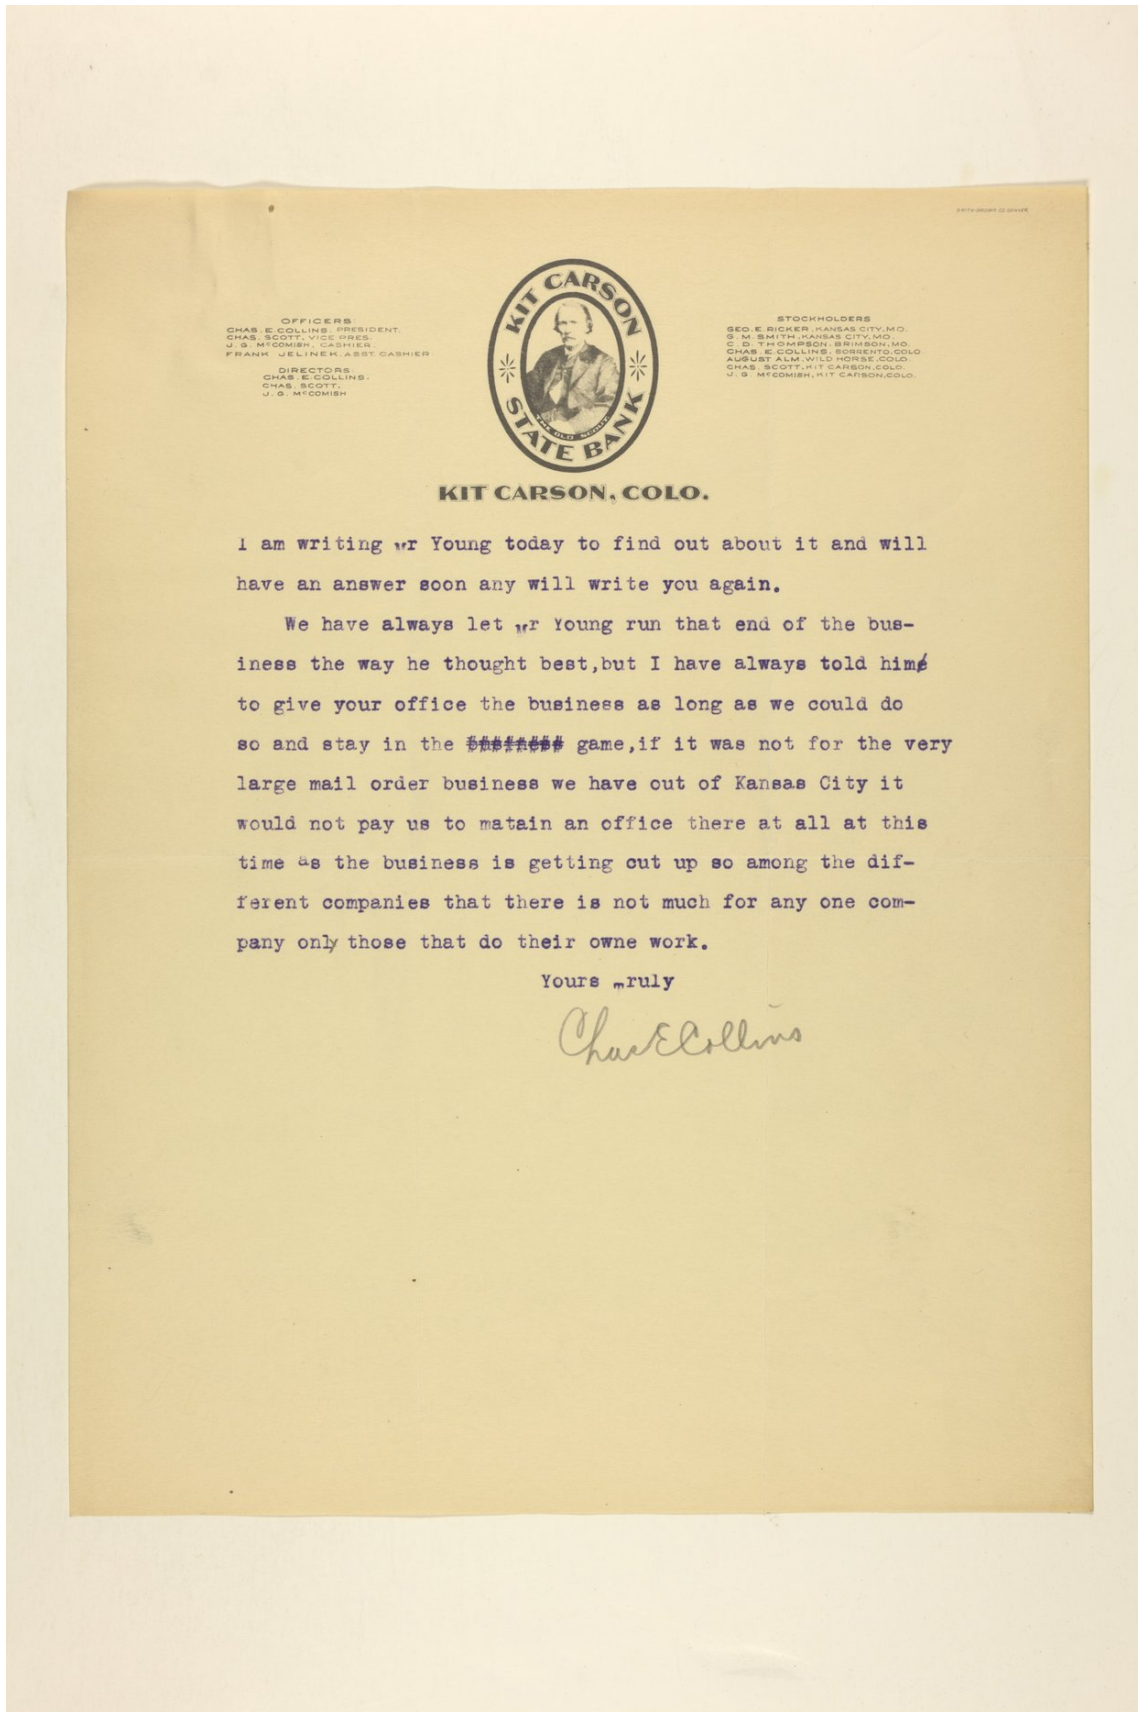 OFFICERS:
CHAS. E. COLLINS, PRESIDENT.
CHAS. SCOTT, VICE PRES.
J. G. McCOMISH, CASHIER.
FRANK JELINEK, ASST. CASHIER
DIRECTORS:
CHAS. E. COLLINS.
CHAS. SCOTT,
J. G. McCOMISH
KIT CARSON
THE OLD SCOUT
STATE BANK
STOCKHOLDERS
GEO. E. RICKER, KANSAS CITY, MO.
G. M. SMITH, KANSAS CITY, MO.
C. D. THOMPSON, BRIMSON, MO.
CHAS. E. COLLINS, SORRENTO, COLO
AUGUST ALM, WILD HORSE, COLO.
CHAS. SCOTT, KIT CARSON, COLO.
J. G. McCOMISH, KIT CARSON, COLO.
KIT CARSON, COLO.
I am writing Mr Young today to find out about it and will
have an answer soon any will write you again.
We have always let Mr Young run that end of the bus-
iness the way he thought best,but I have always told him
to give your office the business as long as we could do
so and stay in the business game,if it was not for the very
large mail order business we have out of Kansas City it
would not pay us to matain an office there at all at this
time as the business is getting cut up so among the dif-
ferent companies that there is not much for any one com-
pany only those that do their owne work.
Yours Truly
Chas E Collins